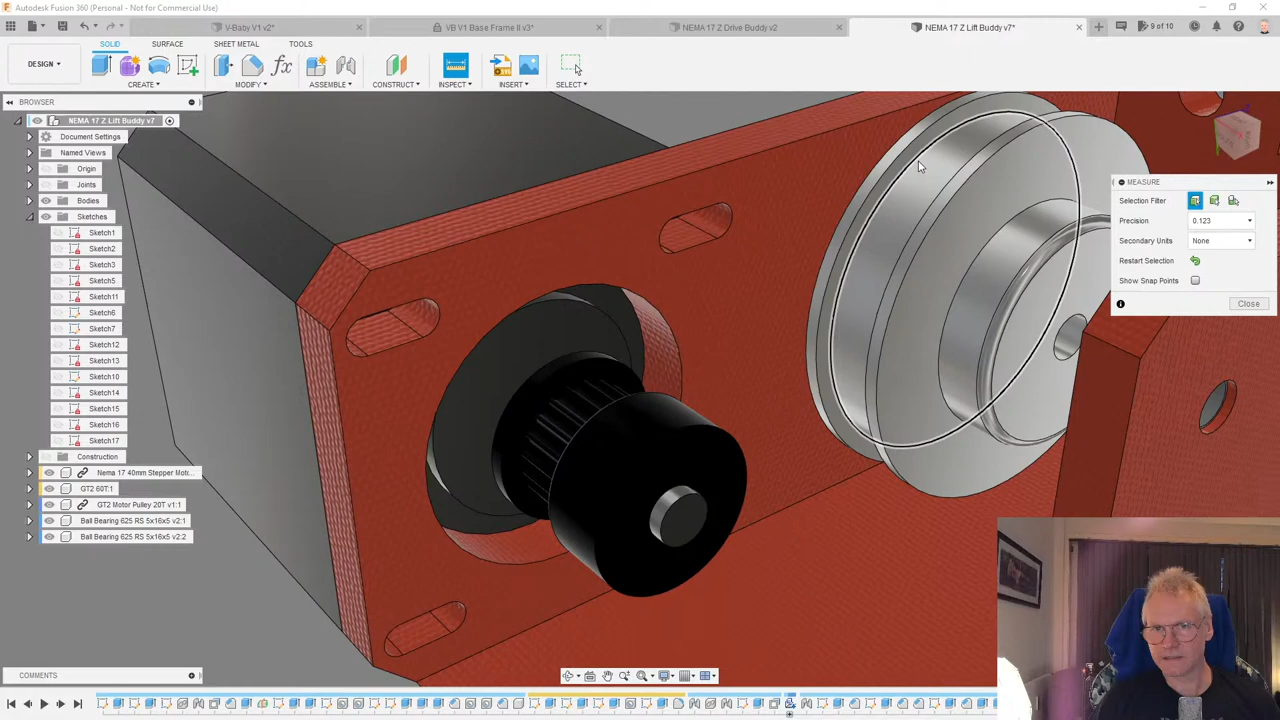 Autodesk Fusion 360 (Personal - Not for Commercial Use)
V-Baby V1 v2*
VB V1 Base Frame II v3*
NEMA 17 Z Drive Buddy v2
NEMA 17 Z Lift Buddy v7*
9 of 10
SOLID
SURFACE
SHEET METAL
TOOLS
DESIGN
CREATE
MODIFY
ASSEMBLE
CONSTRUCT
INSPECT
INSERT
SELECT
BROWSER
NEMA 17 Z Lift Buddy v7
Document Settings
Named Views
Origin
Joints
Bodies
Sketches
Sketch1
Sketch2
Sketch3
Sketch5
Sketch11
Sketch6
Sketch7
Sketch12
Sketch13
Sketch10
Sketch14
Sketch15
Sketch16
Sketch17
Construction
Nema 17 40mm Stepper Moto...
GT2 60T:1
GT2 Motor Pulley 20T v1:1
Ball Bearing 625 RS 5x16x5 v2:1
Ball Bearing 625 RS 5x16x5 v2:2
MEASURE
Selection Filter
Precision
0.123
Secondary Units
None
Restart Selection
Show Snap Points
Close
COMMENTS